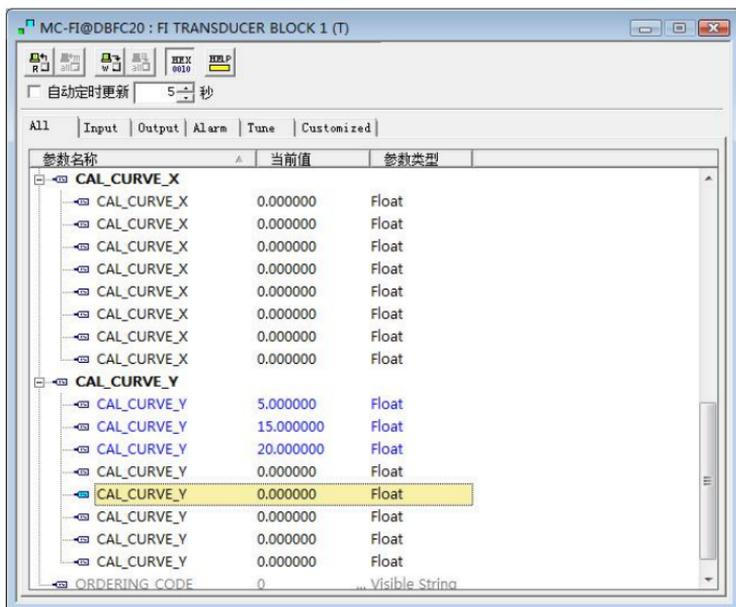 MC-FI@DBFC20 : FI TRANSDUCER BLOCK 1 (T)
R all W all HEX 0010 HELP
自动定时更新 5 秒
All Input Output Alarm Tune Customized
参数名称 当前值 参数类型
CAL_CURVE_X
CAL_CURVE_X 0.000000 Float
CAL_CURVE_X 0.000000 Float
CAL_CURVE_X 0.000000 Float
CAL_CURVE_X 0.000000 Float
CAL_CURVE_X 0.000000 Float
CAL_CURVE_X 0.000000 Float
CAL_CURVE_X 0.000000 Float
CAL_CURVE_X 0.000000 Float
CAL_CURVE_Y
CAL_CURVE_Y 5.000000 Float
CAL_CURVE_Y 15.000000 Float
CAL_CURVE_Y 20.000000 Float
CAL_CURVE_Y 0.000000 Float
CAL_CURVE_Y 0.000000 Float
CAL_CURVE_Y 0.000000 Float
CAL_CURVE_Y 0.000000 Float
CAL_CURVE_Y 0.000000 Float
ORDERING_CODE 0 ... Visible String